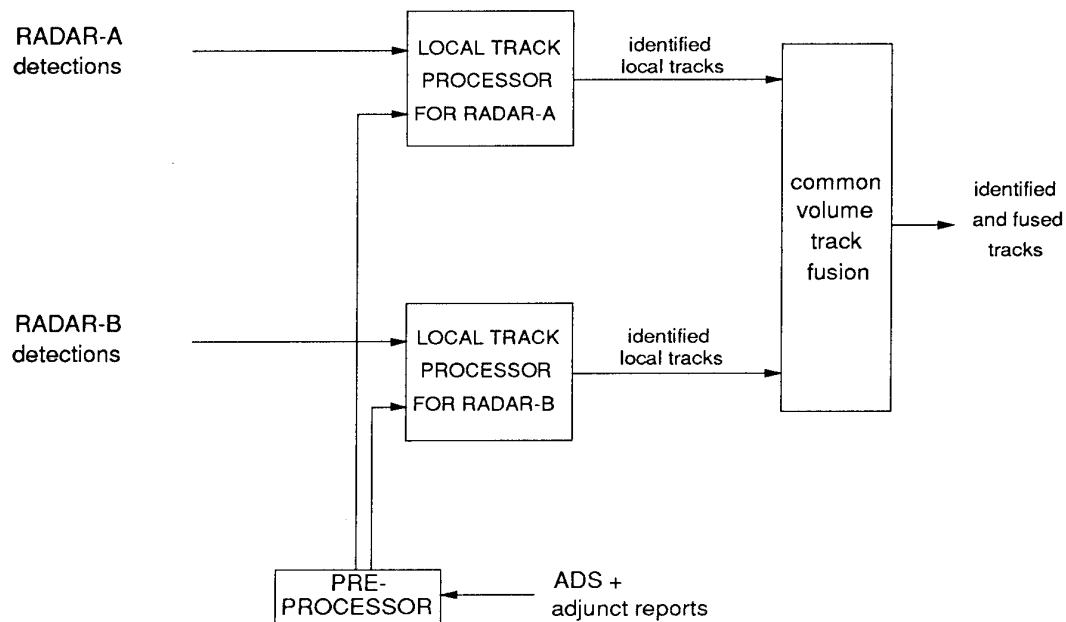 RADAR-A
detections
LOCAL TRACK
PROCESSOR
FOR RADAR-A
identified
local tracks
common
volume
track
fusion
identified
and fused
tracks
RADAR-B
detections
LOCAL TRACK
PROCESSOR
FOR RADAR-B
identified
local tracks
PRE-
PROCESSOR
ADS +
adjunct reports